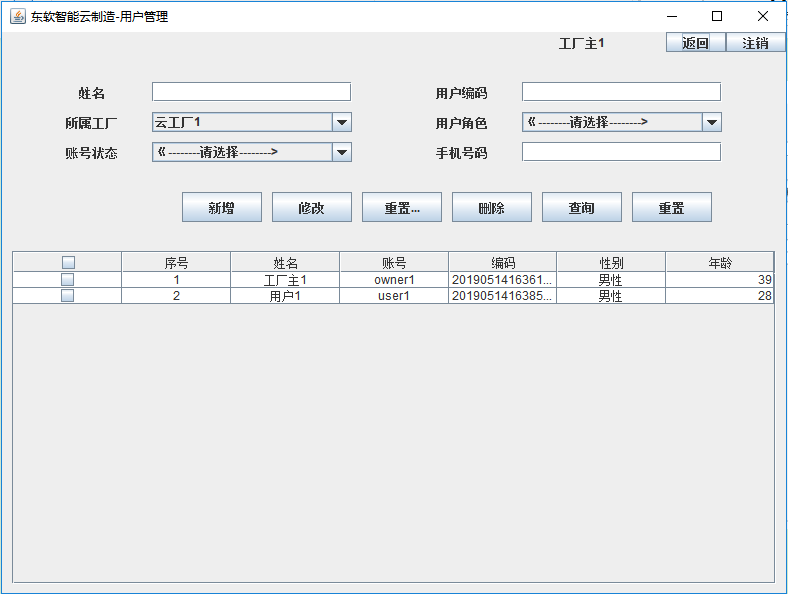 东软智能云制造-用户管理
工厂主1 返回 注销
姓名 用户编码
所属工厂 云工厂1 用户角色 《 --------请选择-------->
账号状态 《 --------请选择--------> 手机号码
新增 修改 重置... 删除 查询 重置
序号 姓名 账号 编码 性别 年龄
1 工厂主1 owner1 2019051416361... 男性 39
2 用户1 user1 2019051416385... 男性 28